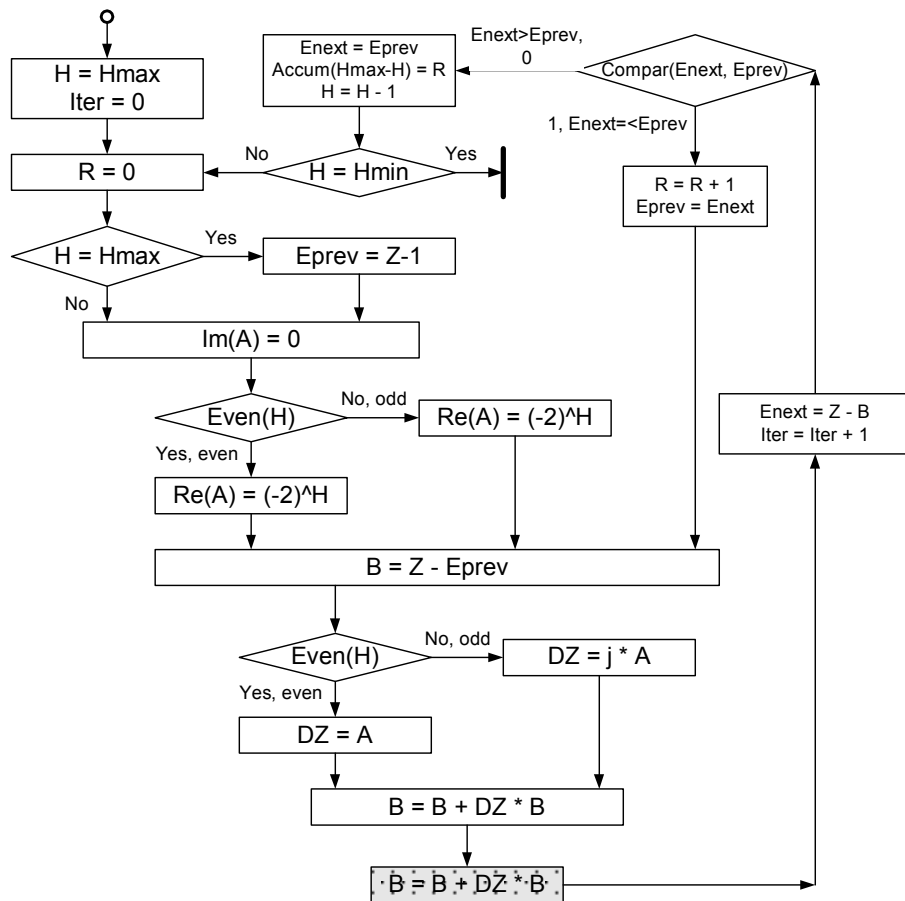 H = Hmax
Iter = 0
Enext = Eprev
Accum(Hmax-H) = R
H = H - 1
Enext>Eprev,
0
Compar(Enext, Eprev)
1, Enext=<Eprev
R = 0
No
H = Hmin
Yes
R = R + 1
Eprev = Enext
H = Hmax
Yes
Eprev = Z-1
No
Im(A) = 0
Even(H)
No, odd
Re(A) = (-2)^H
Yes, even
Re(A) = (-2)^H
Enext = Z - B
Iter = Iter + 1
B = Z - Eprev
Even(H)
No, odd
DZ = j * A
Yes, even
DZ = A
B = B + DZ * B
B = B + DZ * B